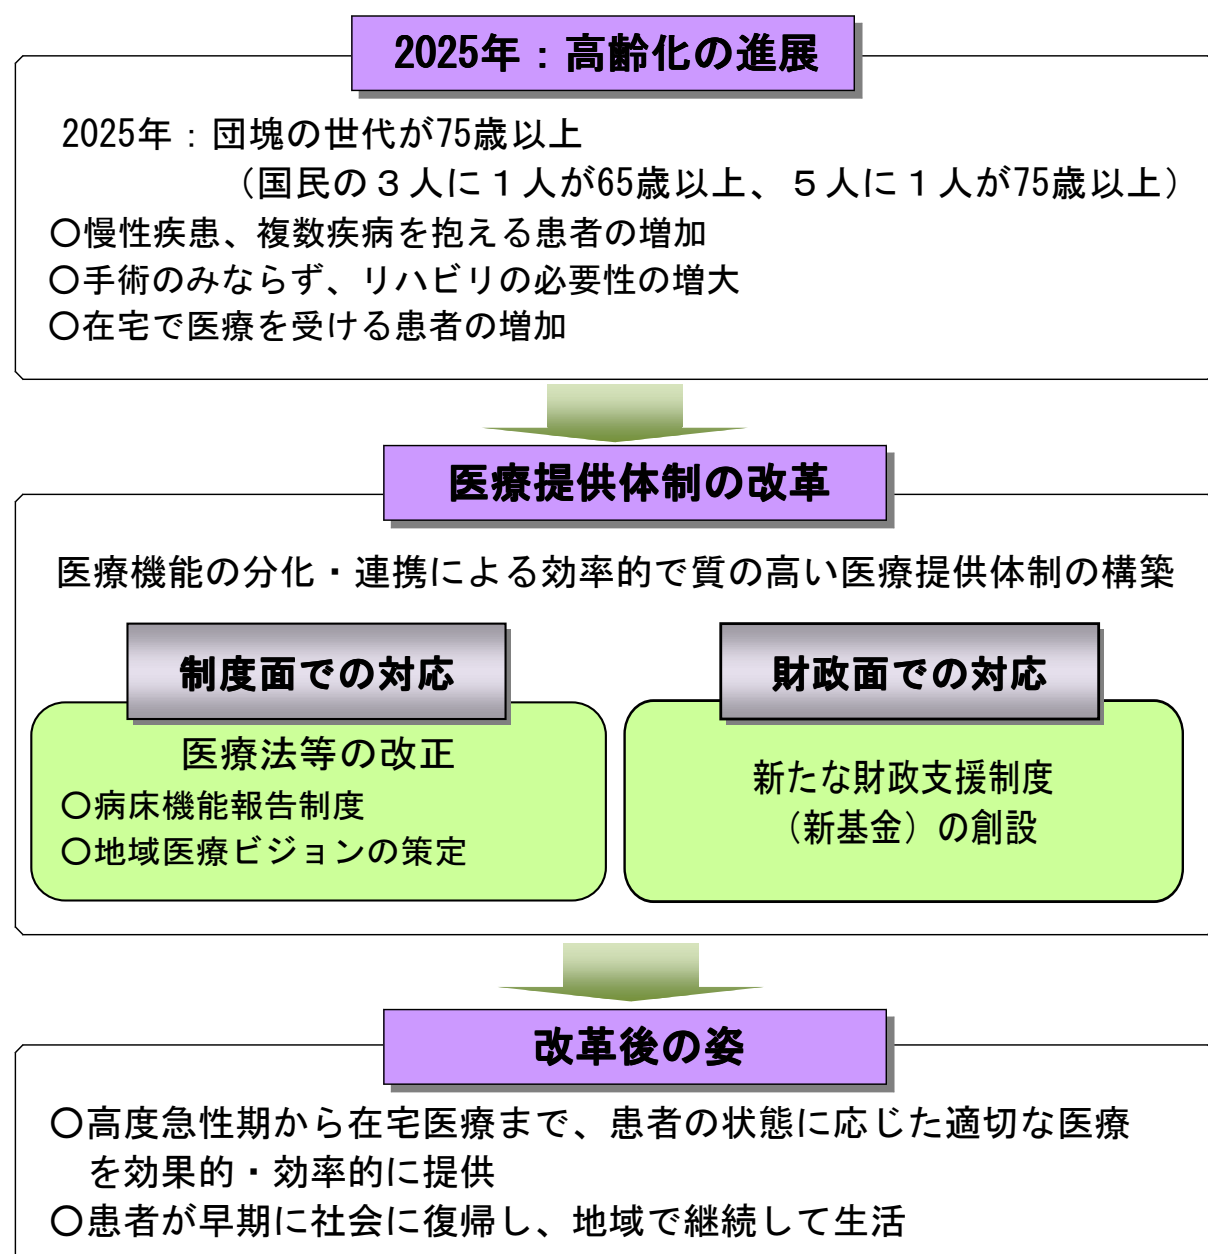 2025年：高齢化の進展
2025年：団塊の世代が75歳以上
（国民の３人に１人が65歳以上、５人に１人が75歳以上）
○慢性疾患、複数疾病を抱える患者の増加
○手術のみならず、リハビリの必要性の増大
○在宅で医療を受ける患者の増加
医療提供体制の改革
医療機能の分化・連携による効率的で質の高い医療提供体制の構築
制度面での対応
医療法等の改正
○病床機能報告制度
○地域医療ビジョンの策定
財政面での対応
新たな財政支援制度
（新基金）の創設
改革後の姿
○高度急性期から在宅医療まで、患者の状態に応じた適切な医療
を効果的・効率的に提供
○患者が早期に社会に復帰し、地域で継続して生活